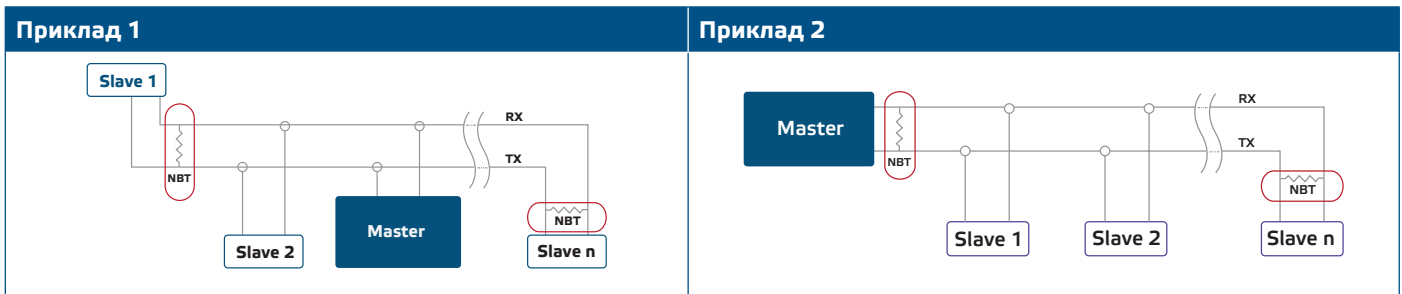 Приклад 1
Slave 1
RX
TX
NBT
NBT
Slave 2
Master
Slave n
Приклад 2
Master
RX
TX
NBT
NBT
Slave 1
Slave 2
Slave n